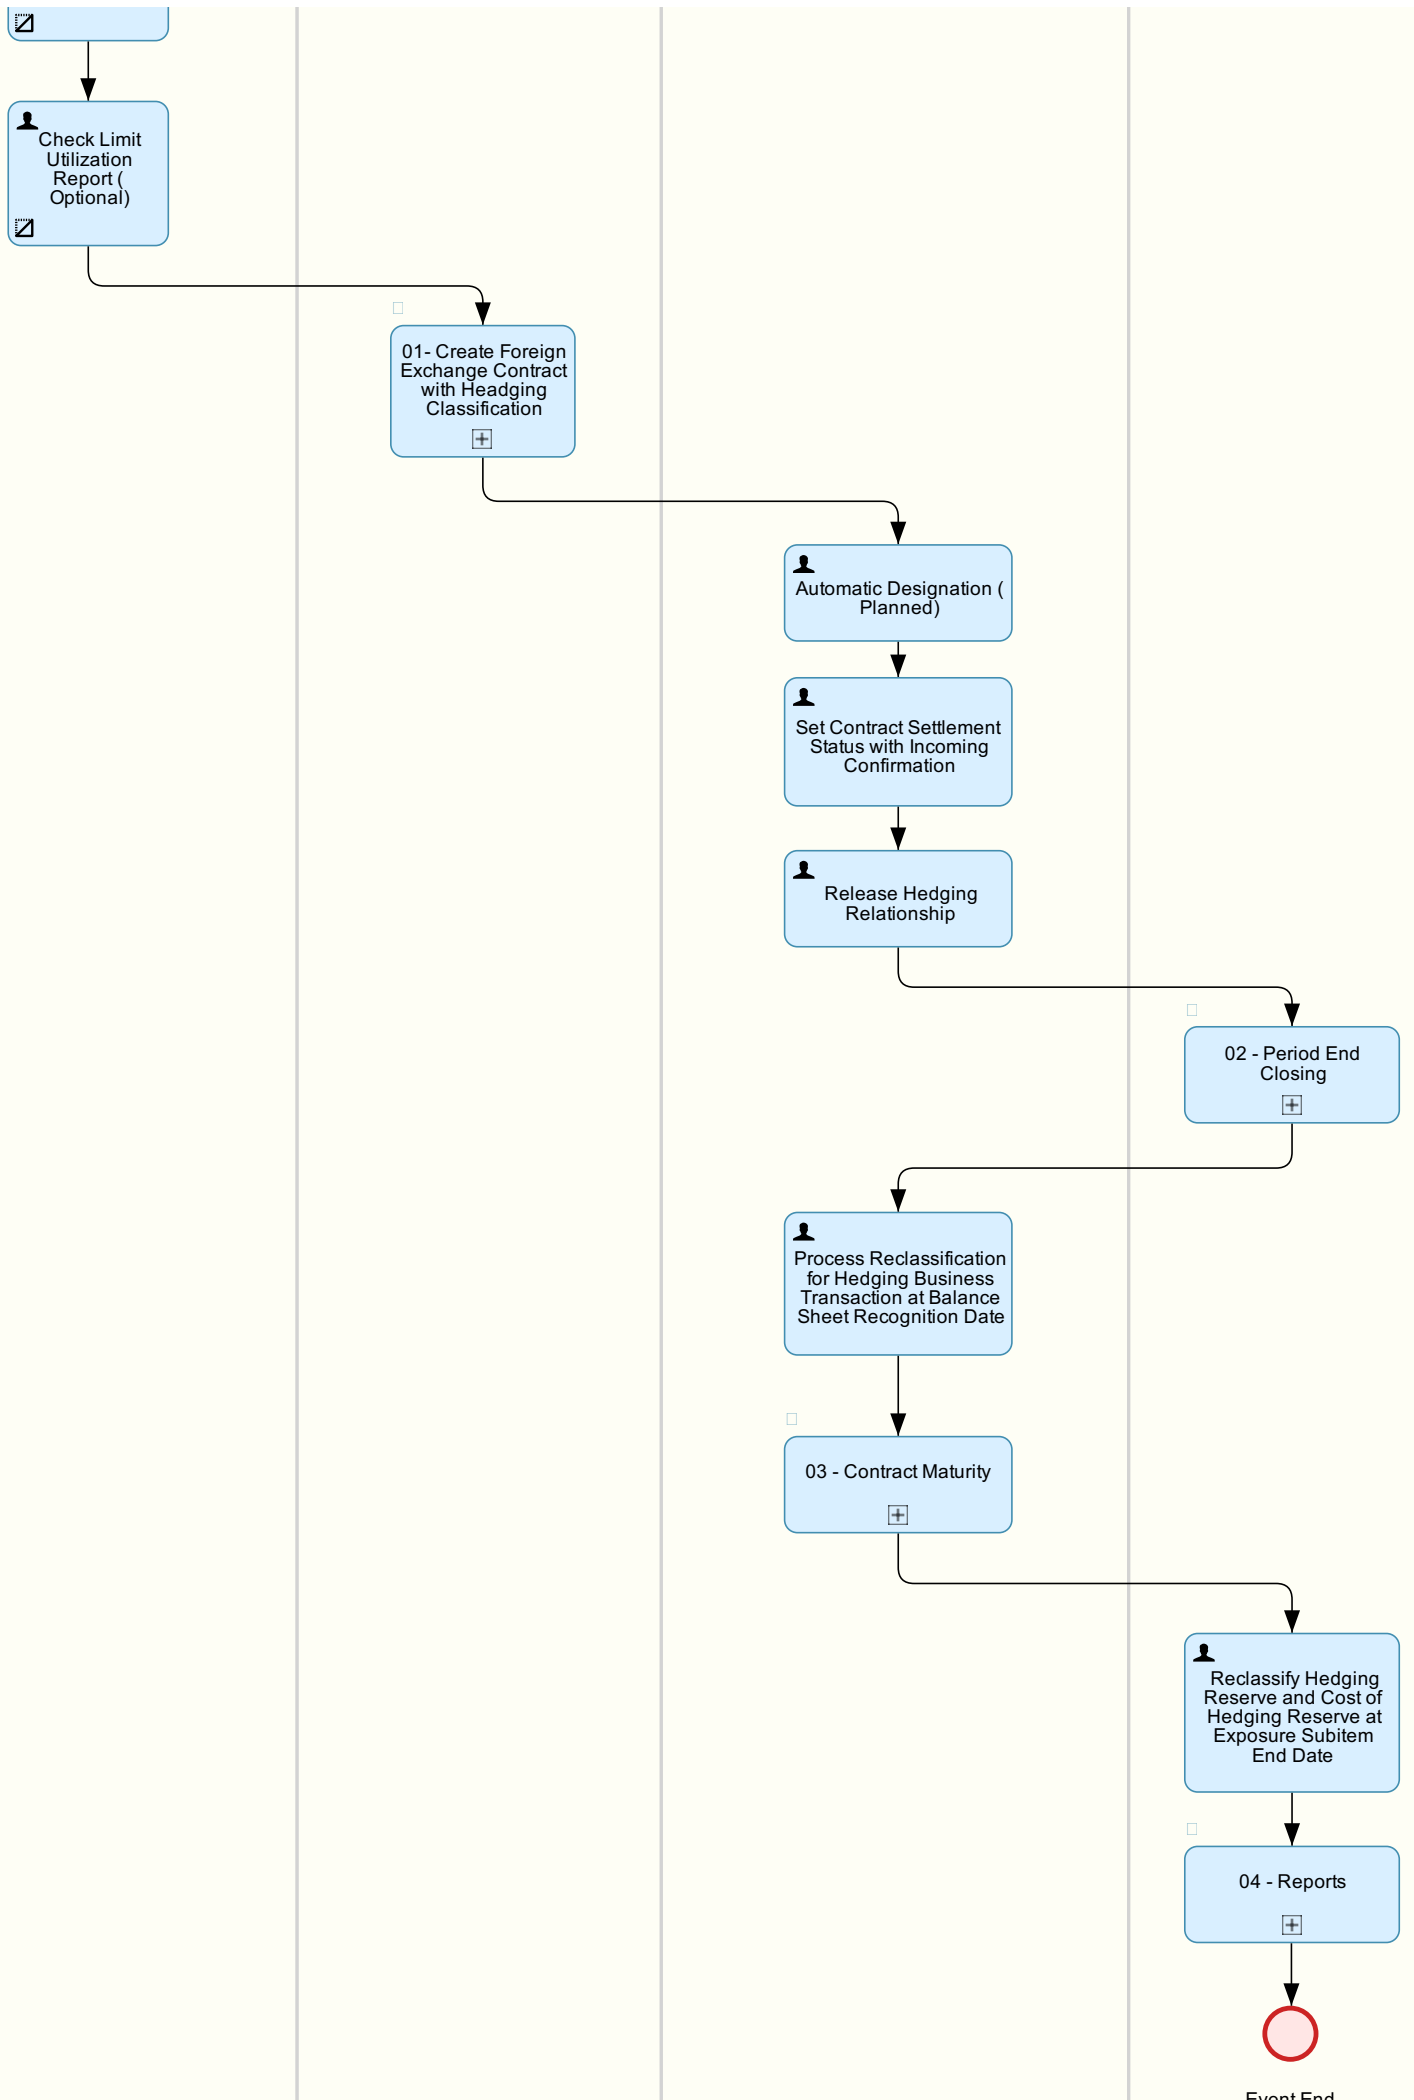 Check Limit
Utilization
Report (
Optional)
01- Create Foreign
Exchange Contract
with Headging
Classification
Automatic Designation (
Planned)
Set Contract Settlement
Status with Incoming
Confirmation
Release Hedging
Relationship
02 - Period End
Closing
Process Reclassification
for Hedging Business
Transaction at Balance
Sheet Recognition Date
03 - Contract Maturity
Reclassify Hedging
Reserve and Cost of
Hedging Reserve at
Exposure Subitem
End Date
04 - Reports
Event End